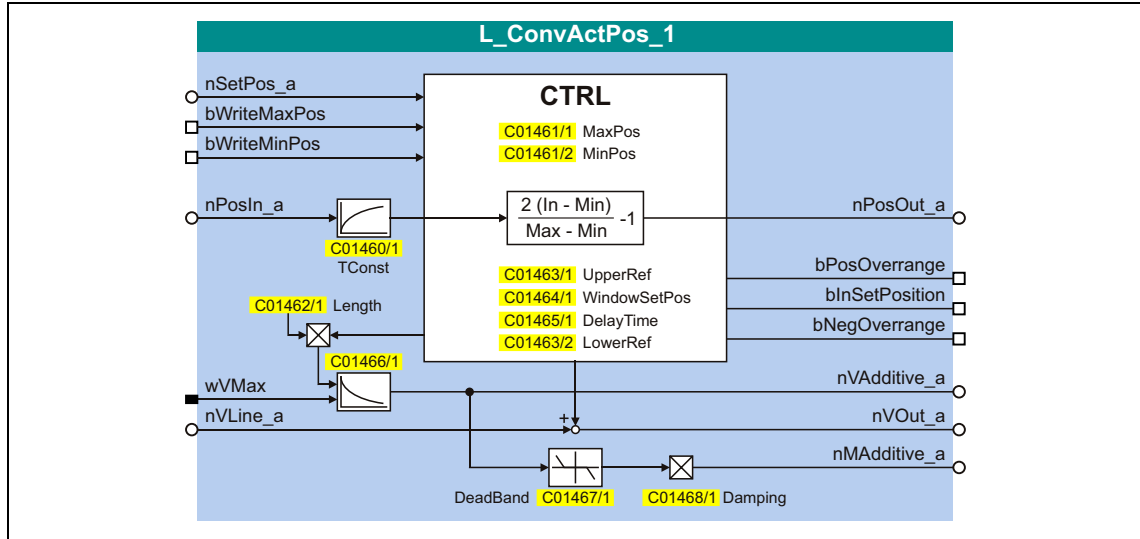 L_ConvActPos_1
nSetPos_a
bWriteMaxPos
bWriteMinPos
CTRL
C01461/1 MaxPos
C01461/2 MinPos
nPosIn_a
C01460/1
TConst
2 (In - Min)
Max - Min
-1
nPosOut_a
C01463/1 UpperRef
C01464/1 WindowSetPos
C01465/1 DelayTime
C01463/2 LowerRef
bPosOverrange
bInSetPosition
bNegOverrange
C01462/1 Length
C01466/1
wVMax
nVLine_a
+
nVAdditive_a
nVOut_a
nMAdditive_a
DeadBand C01467/1
C01468/1 Damping